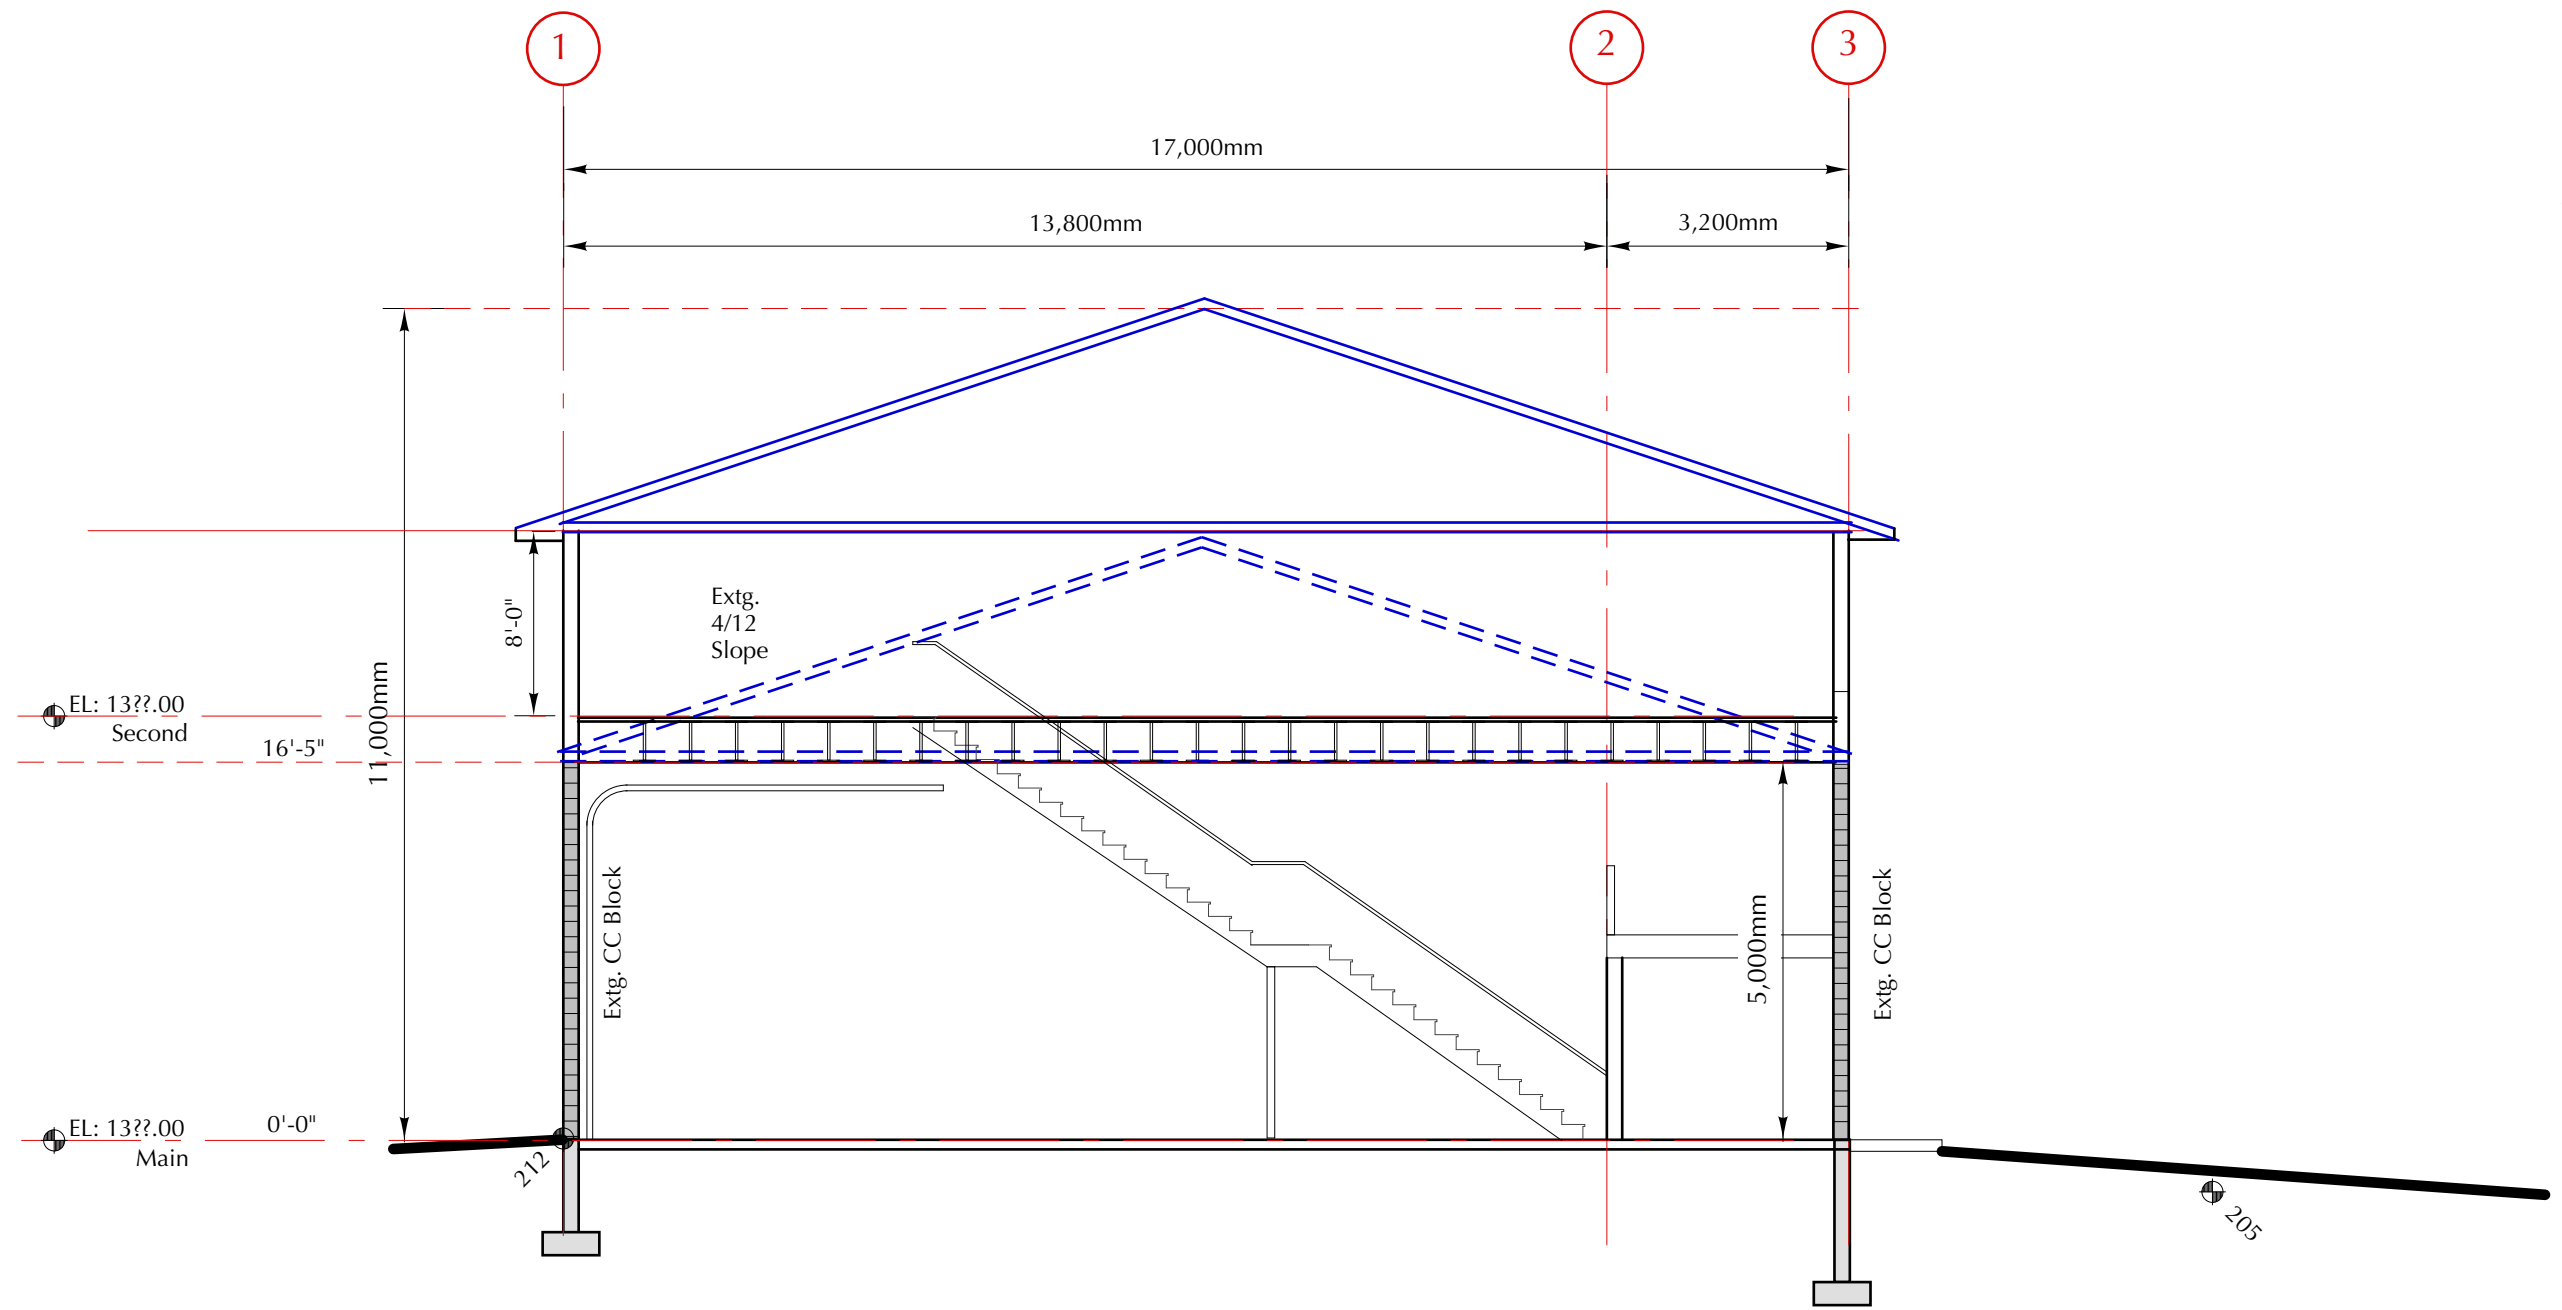 1
2
3
17,000mm
13,800mm
3,200mm
Extg.
4/12
Slope
8'-0"
11,000mm
EL: 13??.00
Second
16'-5"
Extg. CC Block
5,000mm
Extg. CC Block
EL: 13??.00
0'-0"
Main
212
205